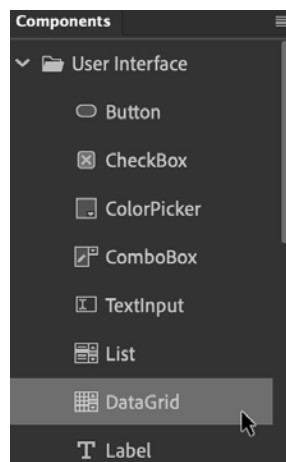 Components
User Interface
Button
CheckBox
ColorPicker
ComboBox
TextInput
List
DataGrid
Label